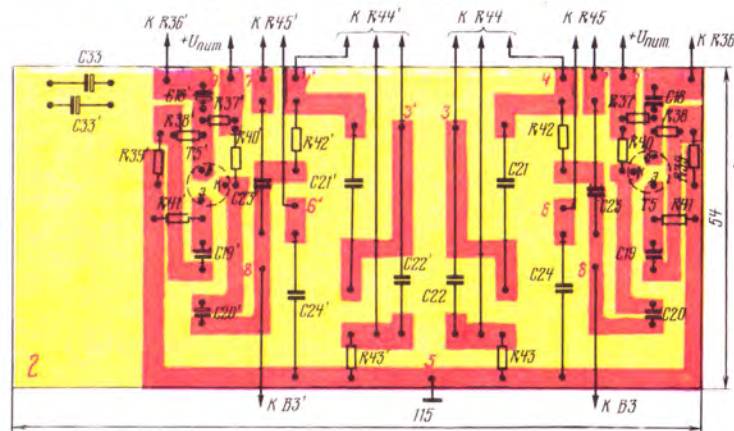 К R36' К R45' К R44' К R44 К R45 К R36
+Uпит. +Uпит.
C33
C33'
7 4' 4
C18' C18
R37' R37
R38' R38
3' 3
R39' R40' R42' R42 R40 R39
T5' T5
К Э К Э
C23' C21' C21 C23
R41' 6' 6 R41
C19' C22' C22 C19
8 8
C20' C24' C24 C20
R43' R43
2 5
К В3' К В3
115
54